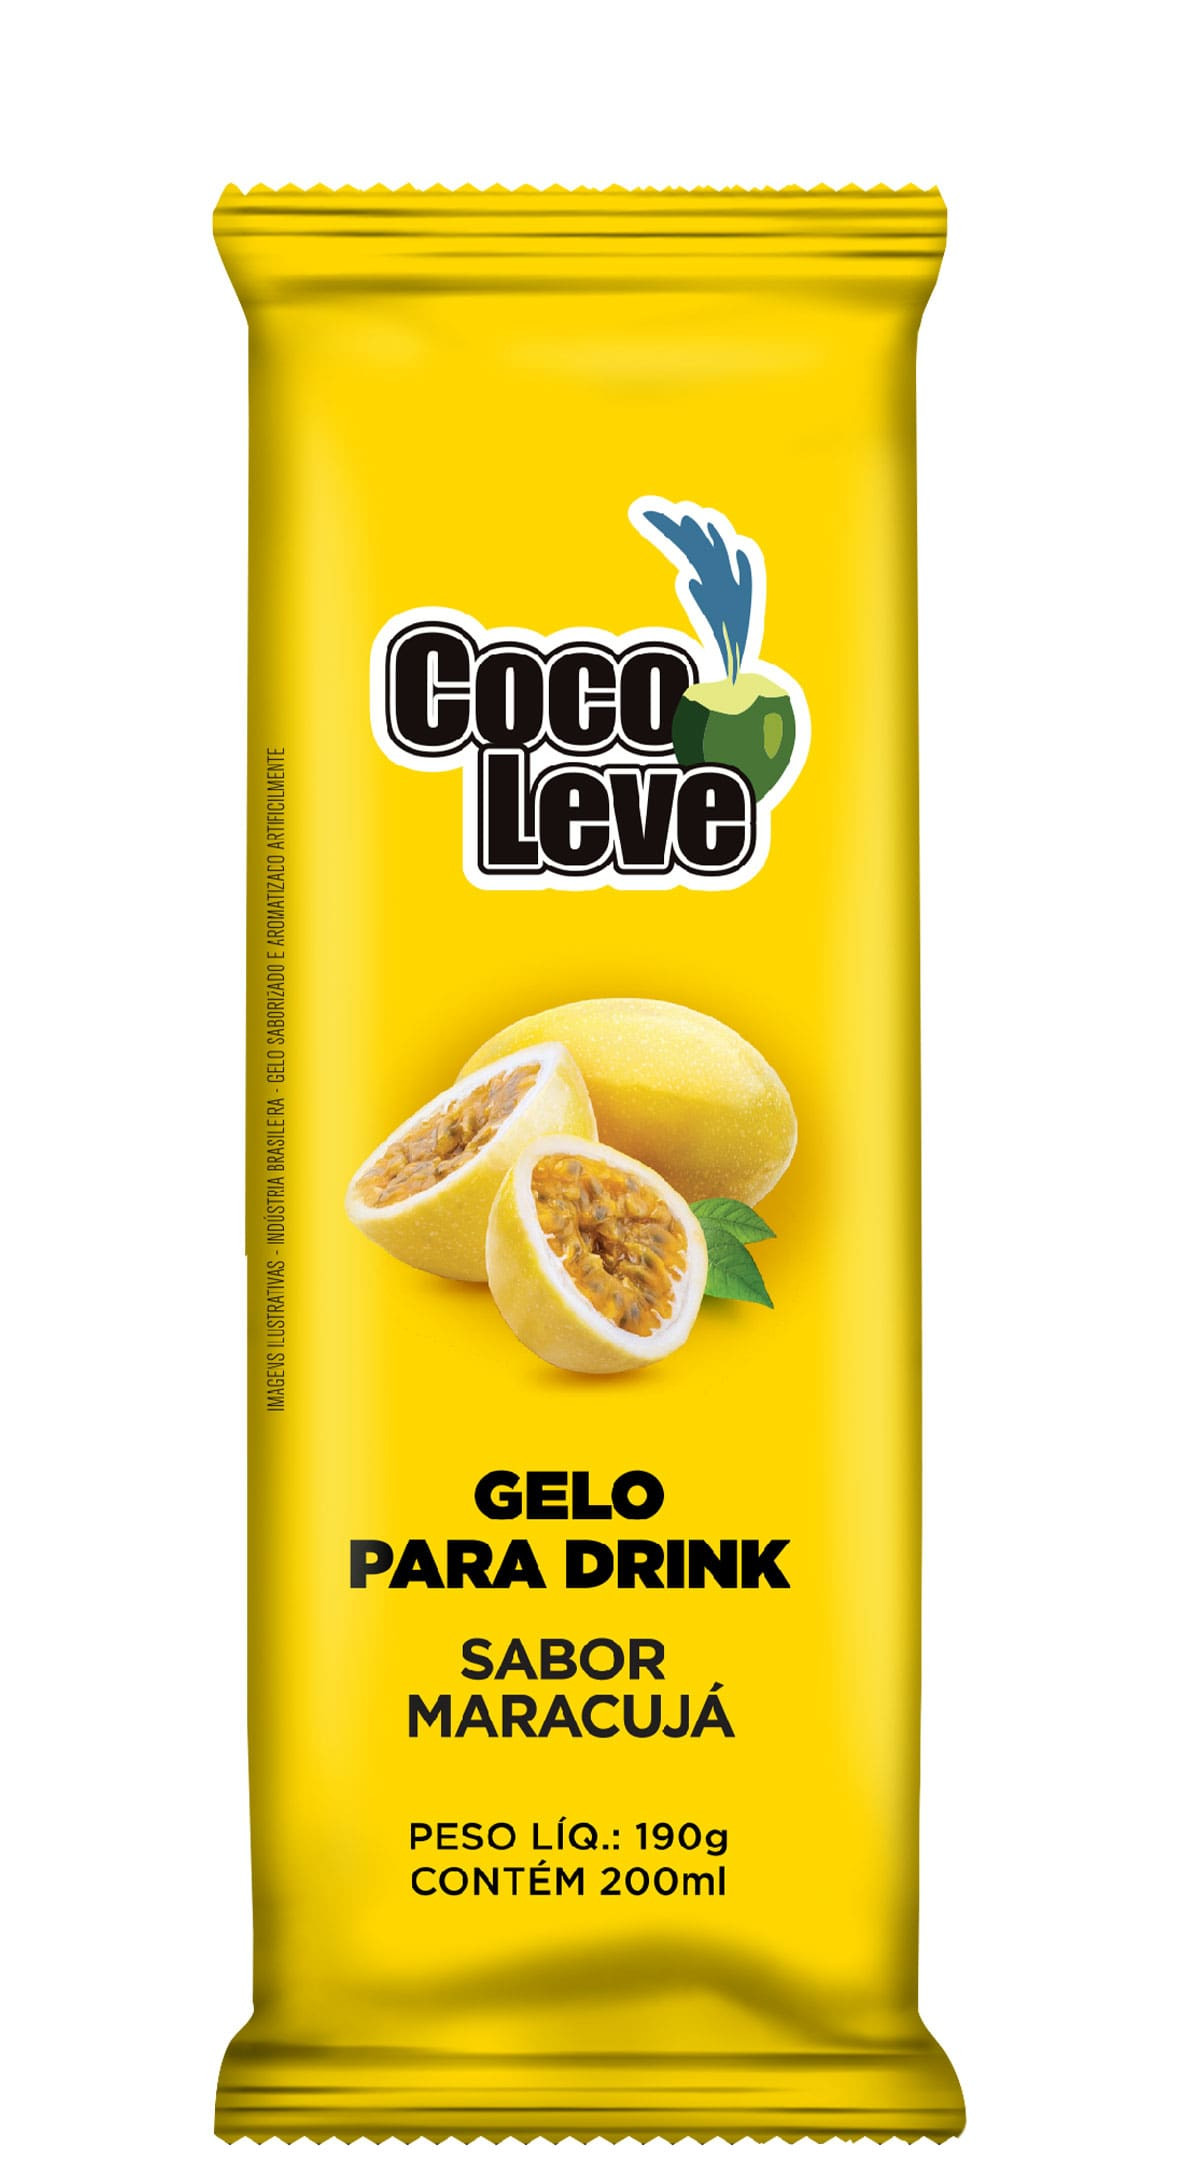 Coco
Leve
IMAGENS ILUSTRATIVAS - INDÚSTRIA BRASILEIRA - GELO SABORIZADO E AROMATIZADO ARTIFICILMENTE
GELO
PARA DRINK
SABOR
MARACUJÁ
PESO LÍQ.: 190g
CONTÉM 200ml